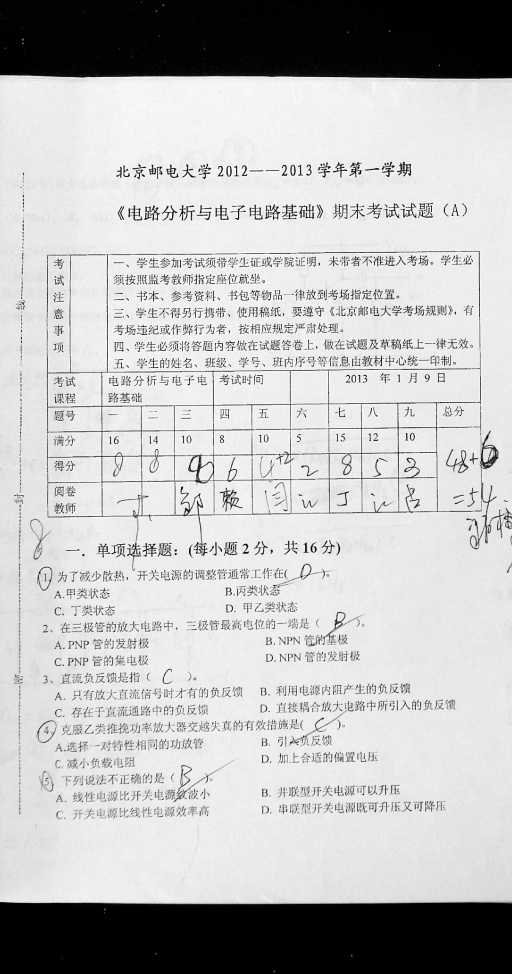 北京邮电大学2012——2013学年第一学期
《电路分析与电子电路基础》期末考试试题（A）
考试注意事项
一、学生参加考试须带学生证或学院证明，未带者不准进入考场。学生必
须按照监考教师指定座位就坐。
二、书本、参考资料、书包等物品一律放到考场指定位置。
三、学生不得另行携带、使用稿纸，要遵守《北京邮电大学考场规则》，有
考场违纪或作弊行为者，按相应规定严肃处理。
四、学生必须将答题内容做在试题答卷上，做在试题及草稿纸上一律无效。
五、学生的姓名、班级、学号、班内序号等信息由教材中心统一印制。
考试课程 电路分析与电子电路基础 考试时间 2013 年 1 月 9 日
题号 一 二 三 四 五 六 七 八 九 总分
满分 16 14 10 8 10 5 15 12 10
得分 8 8 6 4+2 2 8 5 3 48+6
阅卷教师 邹 赖 闫 丁 =54
8
一．单项选择题：(每小题 2 分，共 16 分)
1、为了减少散热，开关电源的调整管通常工作在( D )。
A.甲类状态 B.丙类状态
C. 丁类状态 D. 甲乙类状态
2、在三极管的放大电路中，三极管最高电位的一端是（ B ）。
A. PNP 管的发射极 B. NPN 管的基极
C. PNP 管的集电极 D. NPN 管的发射极
3、直流负反馈是指（ C ）。
A. 只有放大直流信号时才有的负反馈 B. 利用电源内阻产生的负反馈
C. 存在于直流通路中的负反馈 D. 直接耦合放大电路中所引入的负反馈
4、克服乙类推挽功率放大器交越失真的有效措施是( C )。
A.选择一对特性相同的功放管 B. 引入负反馈
C. 减小负载电阻 D. 加上合适的偏置电压
5、下列说法不正确的是（ B ）。
A. 线性电源比开关电源纹波小 B. 并联型开关电源可以升压
C. 开关电源比线性电源效率高 D. 串联型开关电源既可升压又可降压